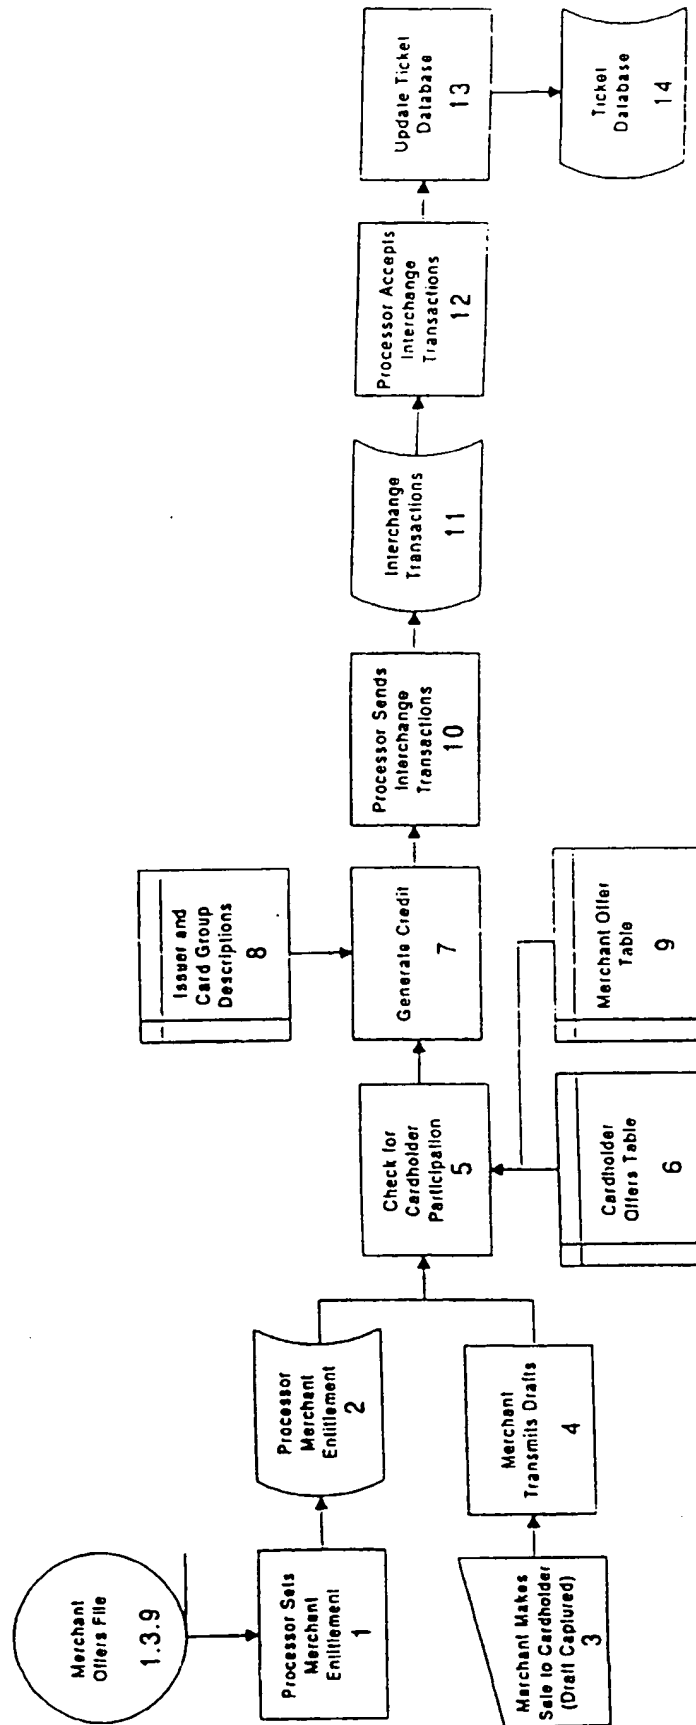 Merchant
Offers File
1.3.9
Processor Sets
Merchant
Entitlement
1
Processor
Merchant
Entitlement
2
Merchant Makes
Sale to Cardholder
(Draft Captured)
3
Merchant
Transmits Drafts
4
Check for
Cardholder
Participation
5
Cardholder
Offers Table
6
Generate Credit
7
Issuer and
Card Group
Descriptions
8
Merchant Offer
Table
9
Processor Sends
Interchange
Transactions
10
Interchange
Transactions
11
Processor Accepts
Interchange
Transactions
12
Update Ticket
Database
13
Ticket
Database
14